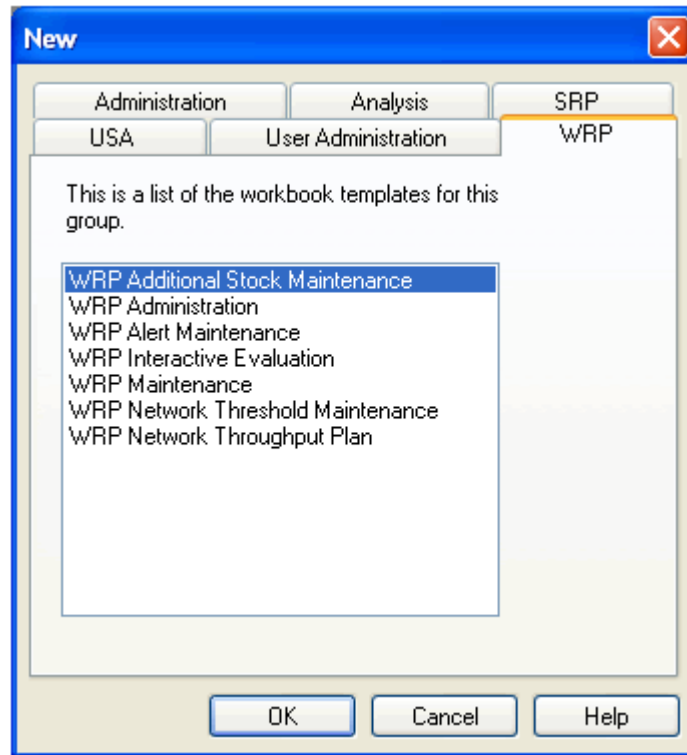 New
Administration
Analysis
SRP
USA
User Administration
WRP
This is a list of the workbook templates for this
group.
WRP Additional Stock Maintenance
WRP Administration
WRP Alert Maintenance
WRP Interactive Evaluation
WRP Maintenance
WRP Network Threshold Maintenance
WRP Network Throughput Plan
OK
Cancel
Help